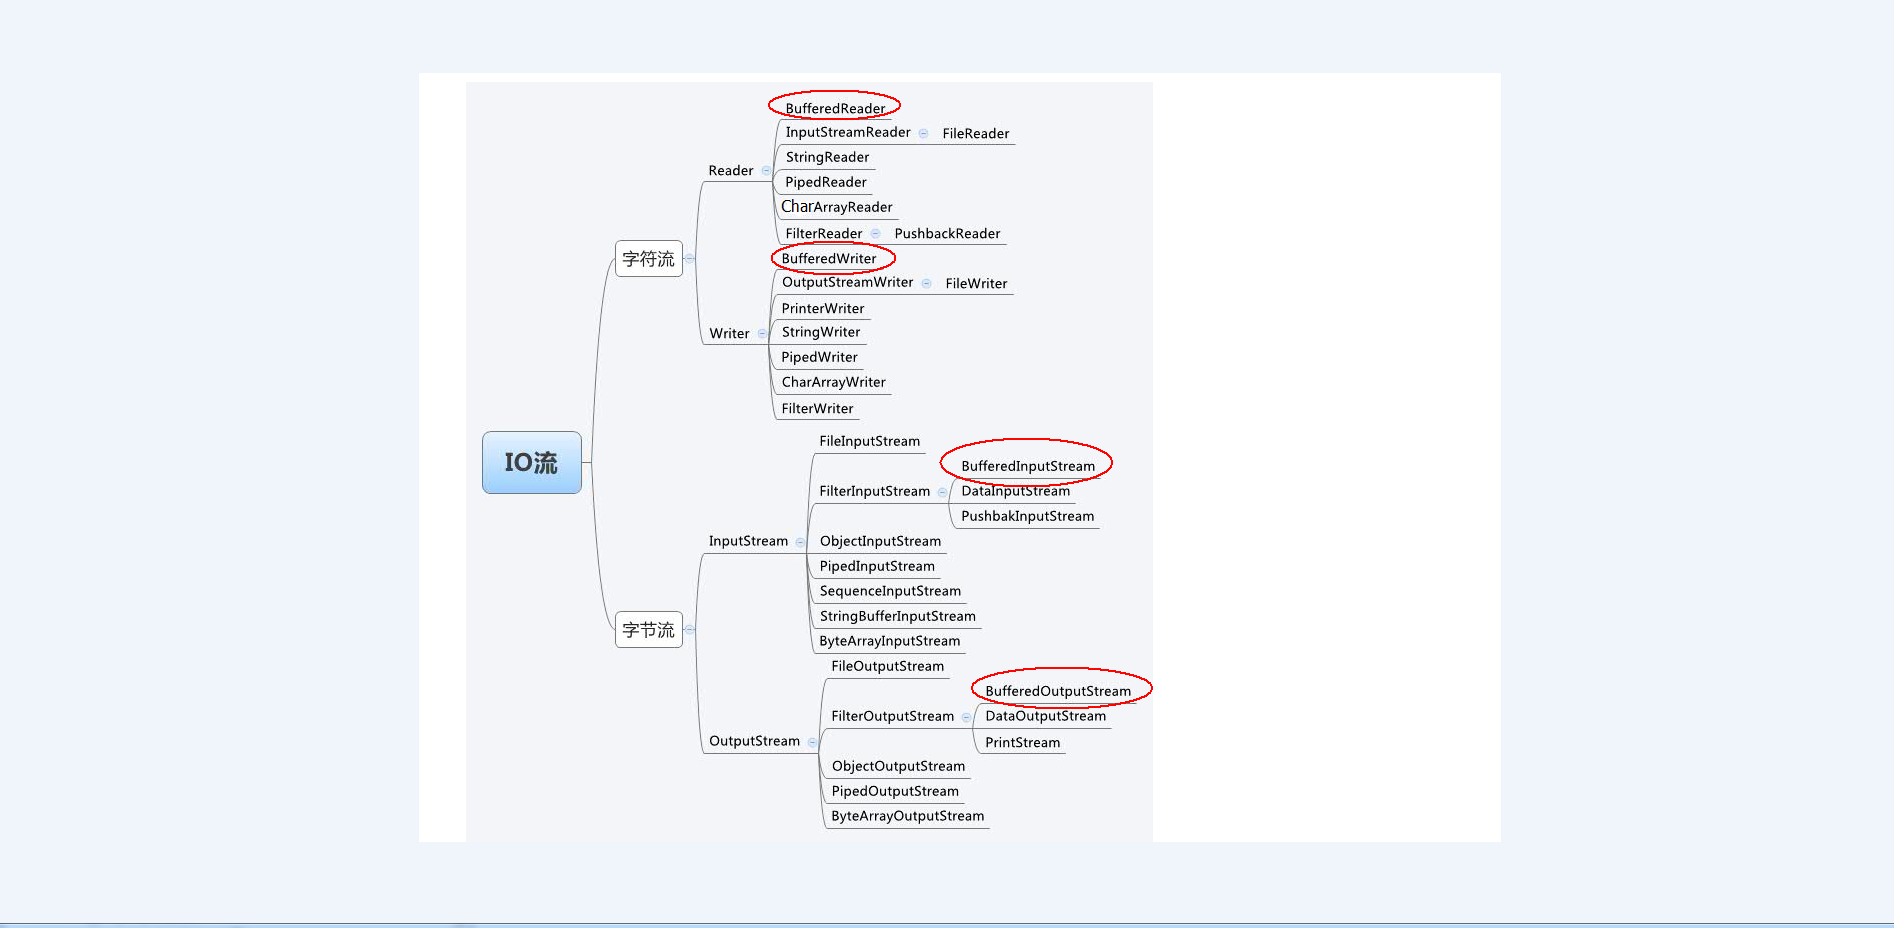 BufferedReader
InputStreamReader FileReader
StringReader
Reader
PipedReader
CharArrayReader
FilterReader PushbackReader
字符流
BufferedWriter
OutputStreamWriter FileWriter
PrinterWriter
Writer
StringWriter
PipedWriter
CharArrayWriter
FilterWriter
IO流
FileInputStream
BufferedInputStream
FilterInputStream
DataInputStream
PushbakInputStream
InputStream
ObjectInputStream
PipedInputStream
SequenceInputStream
StringBufferInputStream
ByteArrayInputStream
字节流
FileOutputStream
BufferedOutputStream
FilterOutputStream
DataOutputStream
PrintStream
OutputStream
ObjectOutputStream
PipedOutputStream
ByteArrayOutputStream